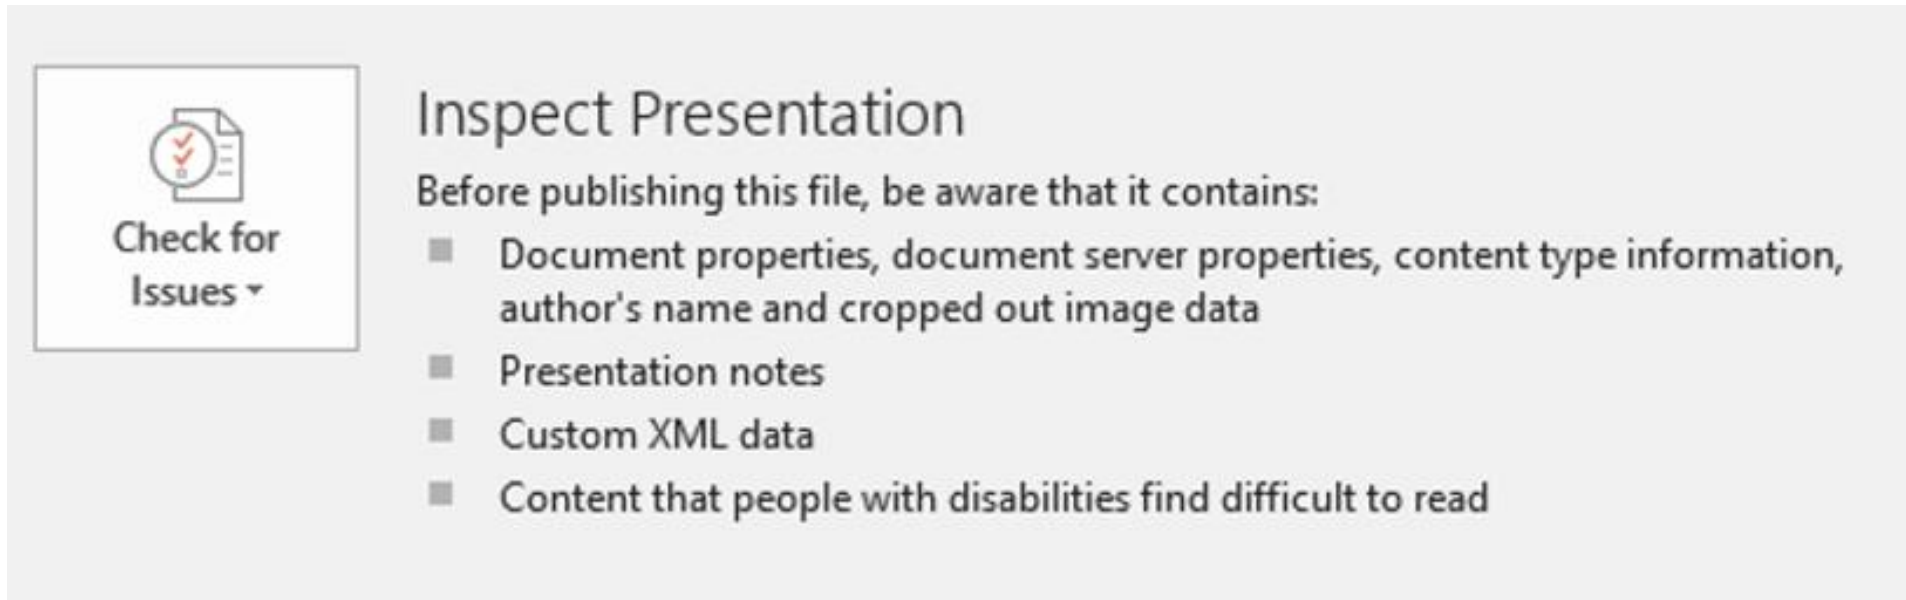 Check for
Issues
Inspect Presentation
Before publishing this file, be aware that it contains:
Document properties, document server properties, content type information,
author's name and cropped out image data
Presentation notes
Custom XML data
Content that people with disabilities find difficult to read